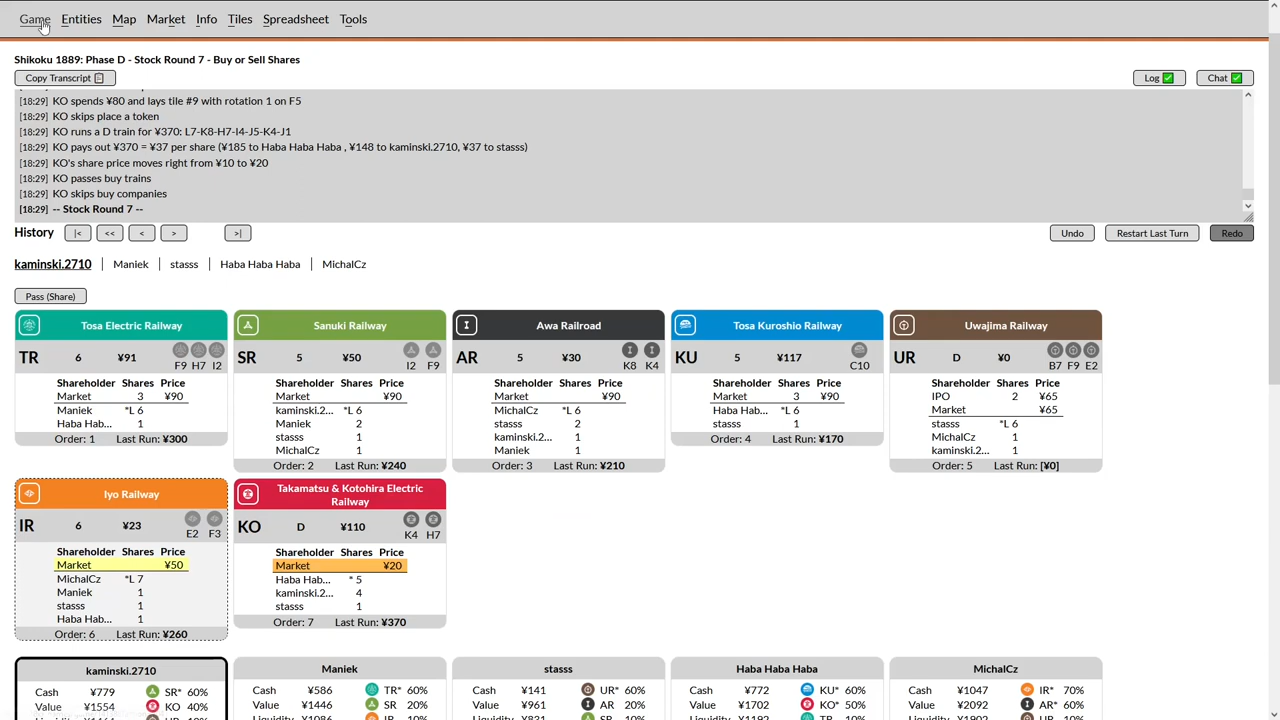 Game Entities Map Market Info Tiles Spreadsheet Tools
Shikoku 1889: Phase D - Stock Round 7 - Buy or Sell Shares
Copy Transcript Log Chat
[18:29] KO spends ¥80 and lays tile #9 with rotation 1 on F5
[18:29] KO skips place a token
[18:29] KO runs a D train for ¥370: L7-K8-H7-I4-J5-K4-J1
[18:29] KO pays out ¥370 = ¥37 per share (¥185 to Haba Haba Haba , ¥148 to kaminski.2710, ¥37 to stasss)
[18:29] KO's share price moves right from ¥10 to ¥20
[18:29] KO passes buy trains
[18:29] KO skips buy companies
[18:29] -- Stock Round 7 --
History |< << < > >| Undo Restart Last Turn Redo
kaminski.2710 Maniek stasss Haba Haba Haba MichalCz
Pass (Share)
Tosa Electric Railway
TR 6 ¥91 F9 H7 I2
Shareholder Shares Price
Market 3 ¥90
Maniek *L 6
Haba Hab... 1
Order: 1 Last Run: ¥300
Sanuki Railway
SR 5 ¥50 I2 F9
Shareholder Shares Price
Market ¥90
kaminski.2... *L 6
Maniek 2
stasss 1
MichalCz 1
Order: 2 Last Run: ¥240
Awa Railroad
AR 5 ¥30 K8 K4
Shareholder Shares Price
Market ¥90
MichalCz *L 6
stasss 2
kaminski.2... 1
Maniek 1
Order: 3 Last Run: ¥210
Tosa Kuroshio Railway
KU 5 ¥117 C10
Shareholder Shares Price
Market 3 ¥90
Haba Hab... *L 6
stasss 1
Order: 4 Last Run: ¥170
Uwajima Railway
UR D ¥0 B7 F9 E2
Shareholder Shares Price
IPO 2 ¥65
Market ¥65
stasss *L 6
MichalCz 1
kaminski.2... 1
Order: 5 Last Run: [¥0]
Iyo Railway
IR 6 ¥23 E2 F3
Shareholder Shares Price
Market ¥50
MichalCz *L 7
Maniek 1
stasss 1
Haba Hab... 1
Order: 6 Last Run: ¥260
Takamatsu & Kotohira Electric
Railway
KO D ¥110 K4 H7
Shareholder Shares Price
Market ¥20
Haba Hab... * 5
kaminski.2... 4
stasss 1
Order: 7 Last Run: ¥370
kaminski.2710
Cash ¥779 SR* 60%
Value ¥1554 KO 40%
Maniek
Cash ¥586 TR* 60%
Value ¥1446 SR 20%
stasss
Cash ¥141 UR* 60%
Value ¥961 AR 20%
Haba Haba Haba
Cash ¥772 KU* 60%
Value ¥1702 KO* 50%
MichalCz
Cash ¥1047 IR* 70%
Value ¥2092 AR* 60%